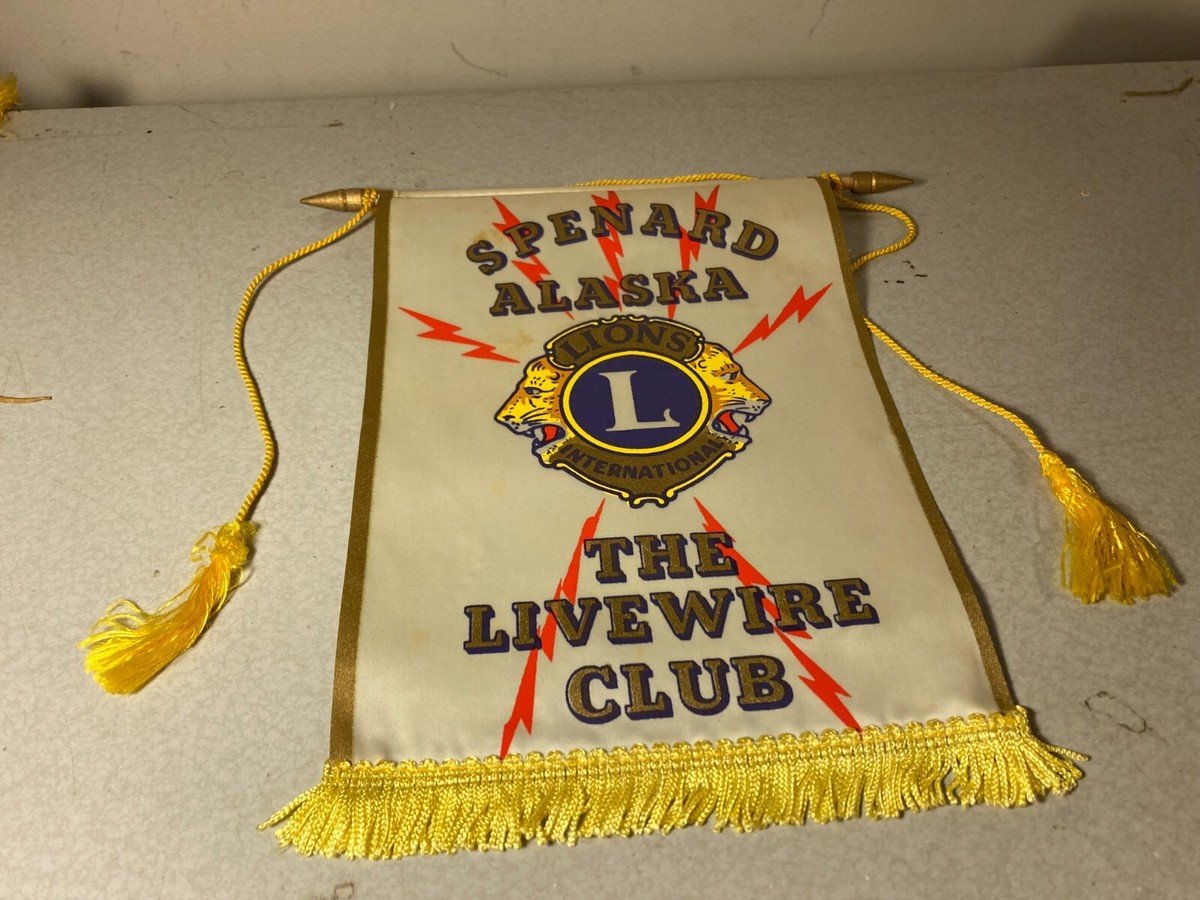 SPENARD
ALASKA
LIONS
L
INTERNATIONAL
THE
LIVEWIRE
CLUB